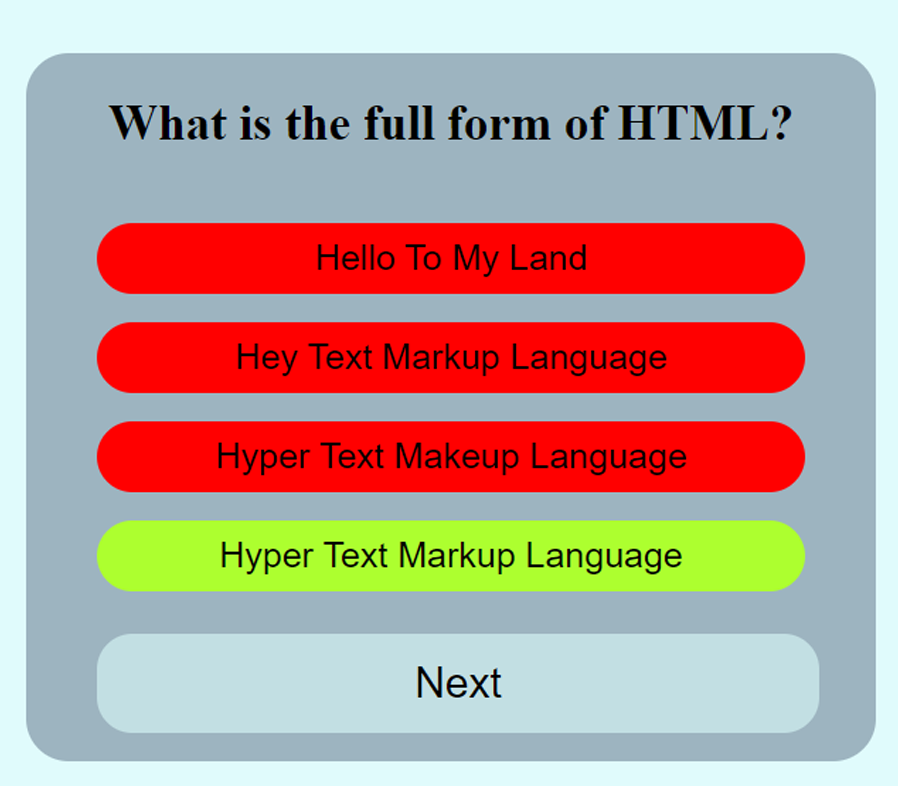 What is the full form of HTML?
Hello To My Land
Hey Text Markup Language
Hyper Text Makeup Language
Hyper Text Markup Language
Next